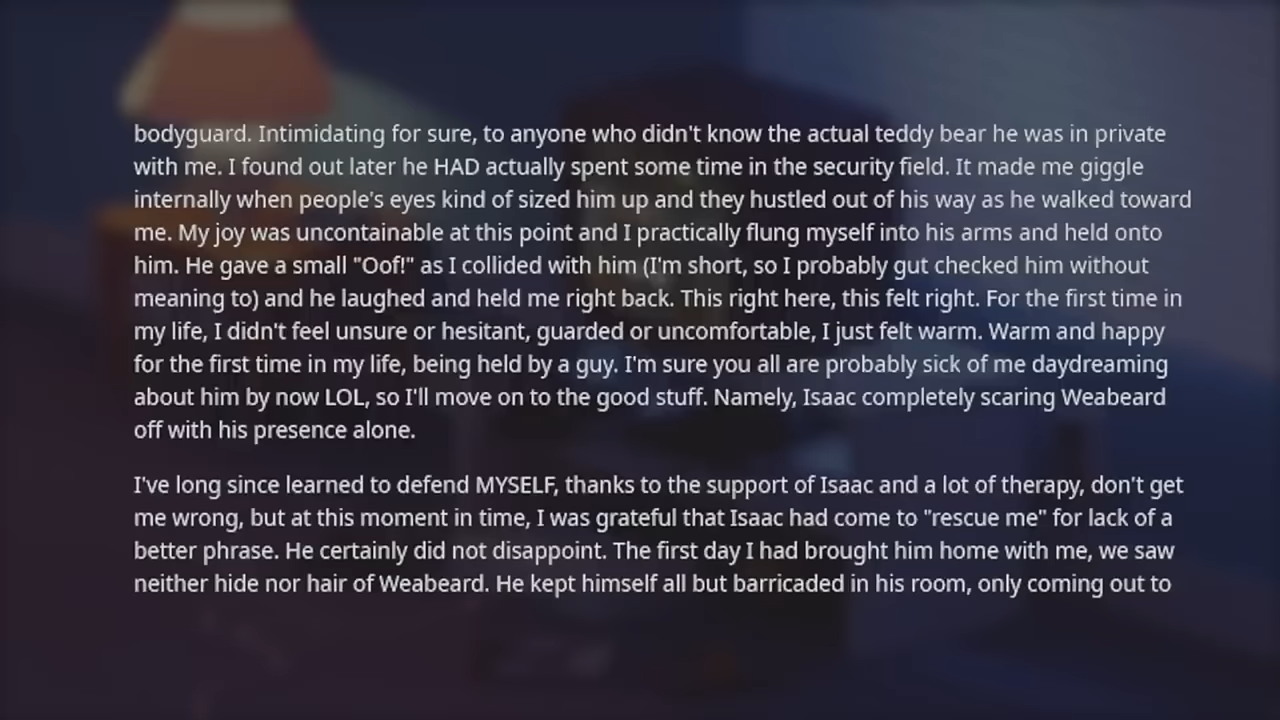 bodyguard. Intimidating for sure, to anyone who didn't know the actual teddy bear he was in private
with me. I found out later he HAD actually spent some time in the security field. It made me giggle
internally when people's eyes kind of sized him up and they hustled out of his way as he walked toward
me. My joy was uncontainable at this point and I practically flung myself into his arms and held onto
him. He gave a small "Oof!" as I collided with him (I'm short, so I probably gut checked him without
meaning to) and he laughed and held me right back. This right here, this felt right. For the first time in
my life, I didn't feel unsure or hesitant, guarded or uncomfortable, I just felt warm. Warm and happy
for the first time in my life, being held by a guy. I'm sure you all are probably sick of me daydreaming
about him by now LOL, so I'll move on to the good stuff. Namely, Isaac completely scaring Weabeard
off with his presence alone.
I've long since learned to defend MYSELF, thanks to the support of Isaac and a lot of therapy, don't get
me wrong, but at this moment in time, I was grateful that Isaac had come to "rescue me" for lack of a
better phrase. He certainly did not disappoint. The first day I had brought him home with me, we saw
neither hide nor hair of Weabeard. He kept himself all but barricaded in his room, only coming out to